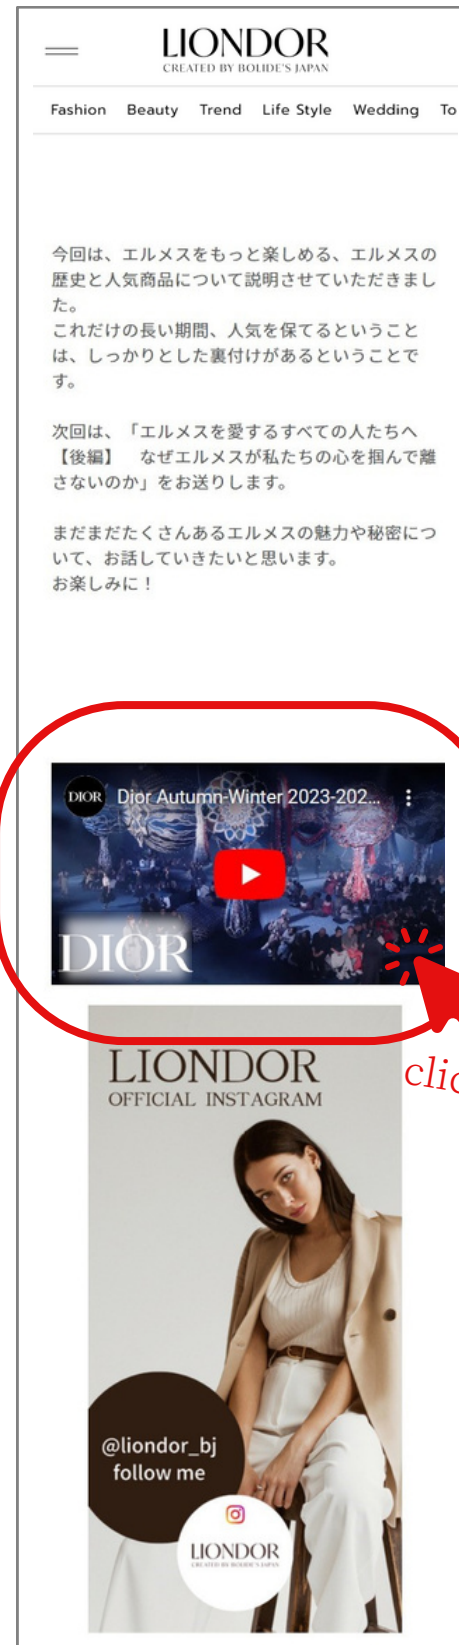 LIONDOR
CREATED BY BOLIDE'S JAPAN
Fashion Beauty Trend Life Style Wedding To
今回は、エルメスをもっと楽しめる、エルメスの
歴史と人気商品について説明させていただきまし
た。
これだけの長い期間、人気を保てるということ
は、しっかりとした裏付けがあるということで
す。
次回は、「エルメスを愛するすべての人たちへ
【後編】　なぜエルメスが私たちの心を掴んで離
さないのか」をお送りします。
まだまだたくさんあるエルメスの魅力や秘密につ
いて、お話していきたいと思います。
お楽しみに！
DIOR Dior Autumn-Winter 2023-202...
DIOR
clic
LIONDOR
OFFICIAL INSTAGRAM
@liondor_bj
follow me
LIONDOR
CREATED BY BOLIDE'S JAPAN